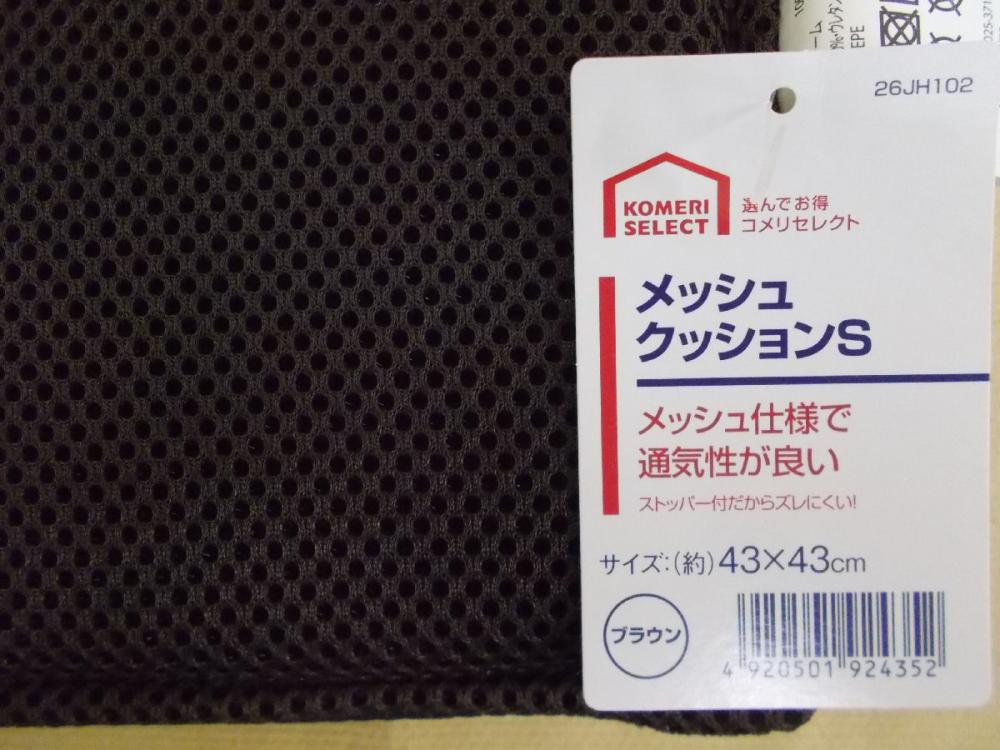 EPE
26JH102
KOMERI
SELECT
選んでお得
コメリセレクト
メッシュ
クッションS
メッシュ仕様で
通気性が良い
ストッパー付だからズレにくい!
サイズ:(約)43×43cm
ブラウン
4 920501 924352